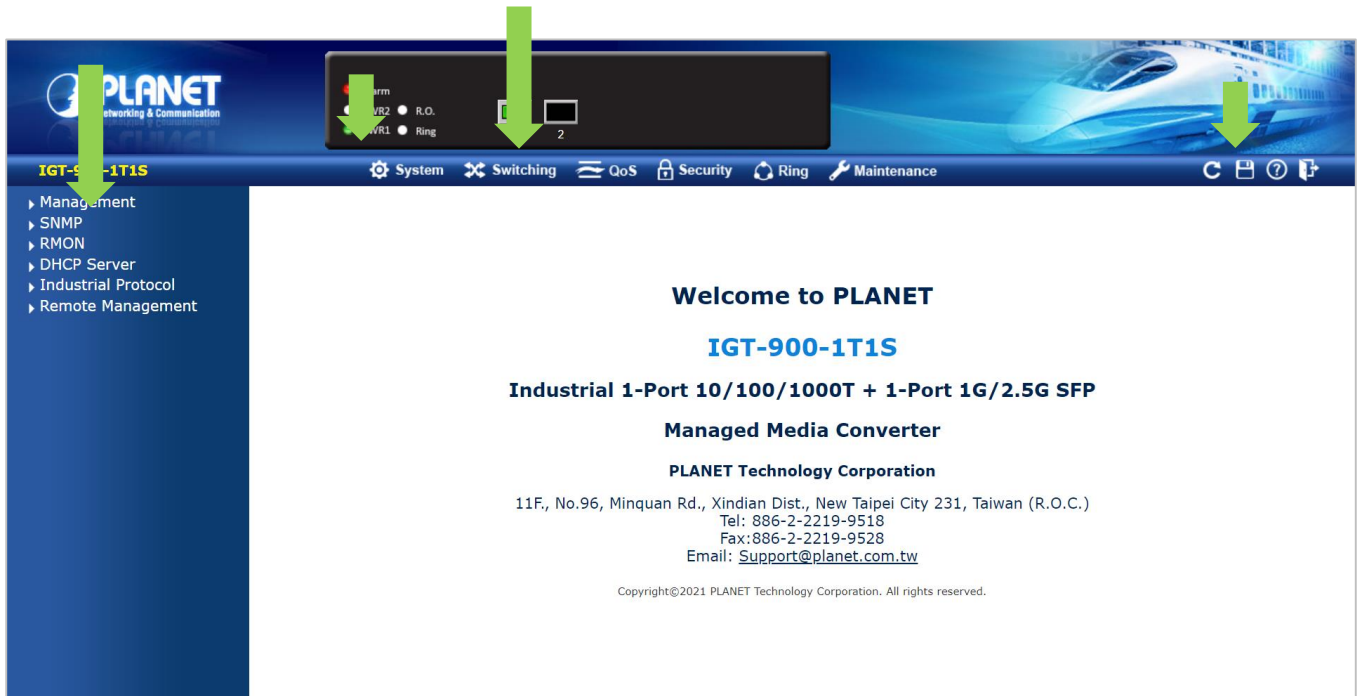 PLANET
Networking & Communication
R.O.
Ring
2
System Switching QoS Security Ring Maintenance
Management
SNMP
RMON
DHCP Server
Industrial Protocol
Remote Management
Welcome to PLANET
IGT-900-1T1S
Industrial 1-Port 10/100/1000T + 1-Port 1G/2.5G SFP
Managed Media Converter
PLANET Technology Corporation
11F., No.96, Minquan Rd., Xindian Dist., New Taipei City 231, Taiwan (R.O.C.)
Tel: 886-2-2219-9518
Fax:886-2-2219-9528
Email: Support@planet.com.tw
Copyright©2021 PLANET Technology Corporation. All rights reserved.